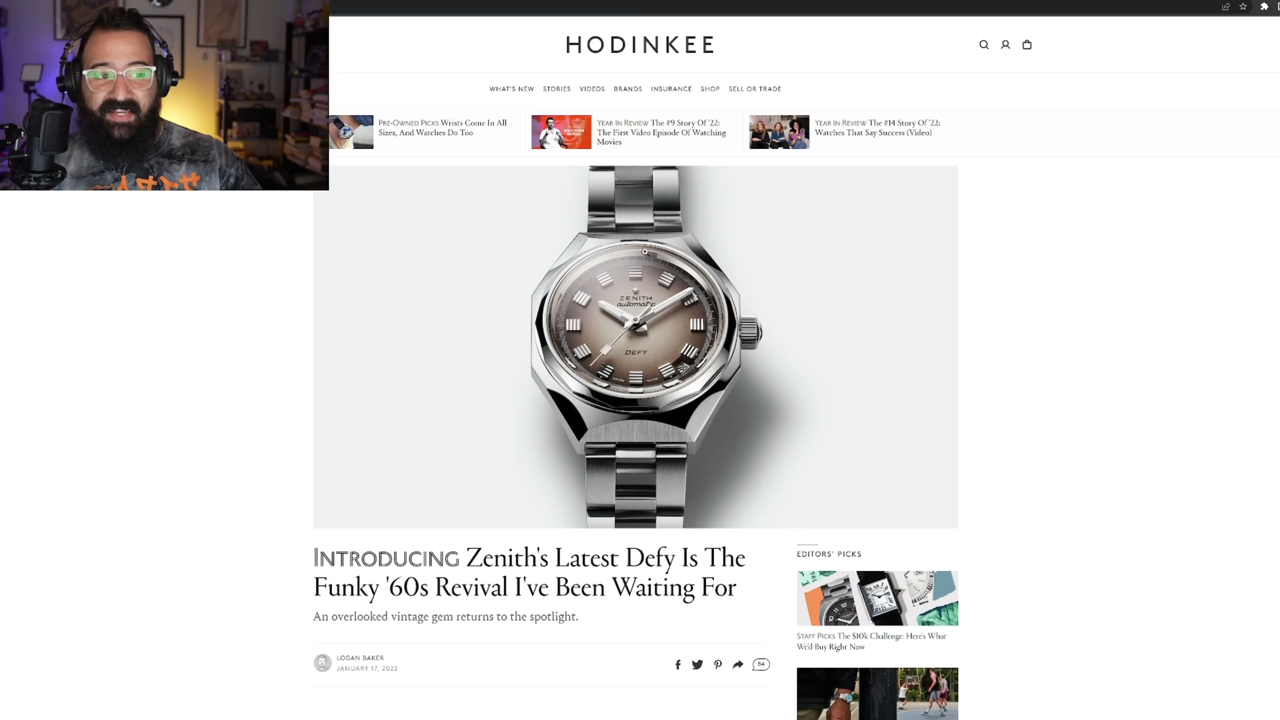 HODINKEE
WHAT'S NEW STORIES VIDEOS BRANDS INSURANCE SHOP SELL OR TRADE
PRE-OWNED PICKS Wrists Come In All
Sizes, And Watches Do Too
YEAR IN REVIEW The #9 Story Of '22:
The First Video Episode Of Watching
Movies
YEAR IN REVIEW The #14 Story Of '22:
Watches That Say Success (Video)
ZENITH
automatic
DEFY
INTRODUCING Zenith's Latest Defy Is The
Funky '60s Revival I've Been Waiting For
An overlooked vintage gem returns to the spotlight.
LOGAN BAKER
JANUARY 17, 2022
54
EDITORS' PICKS
STAFF PICKS The $10k Challenge: Here's What
We'd Buy Right Now